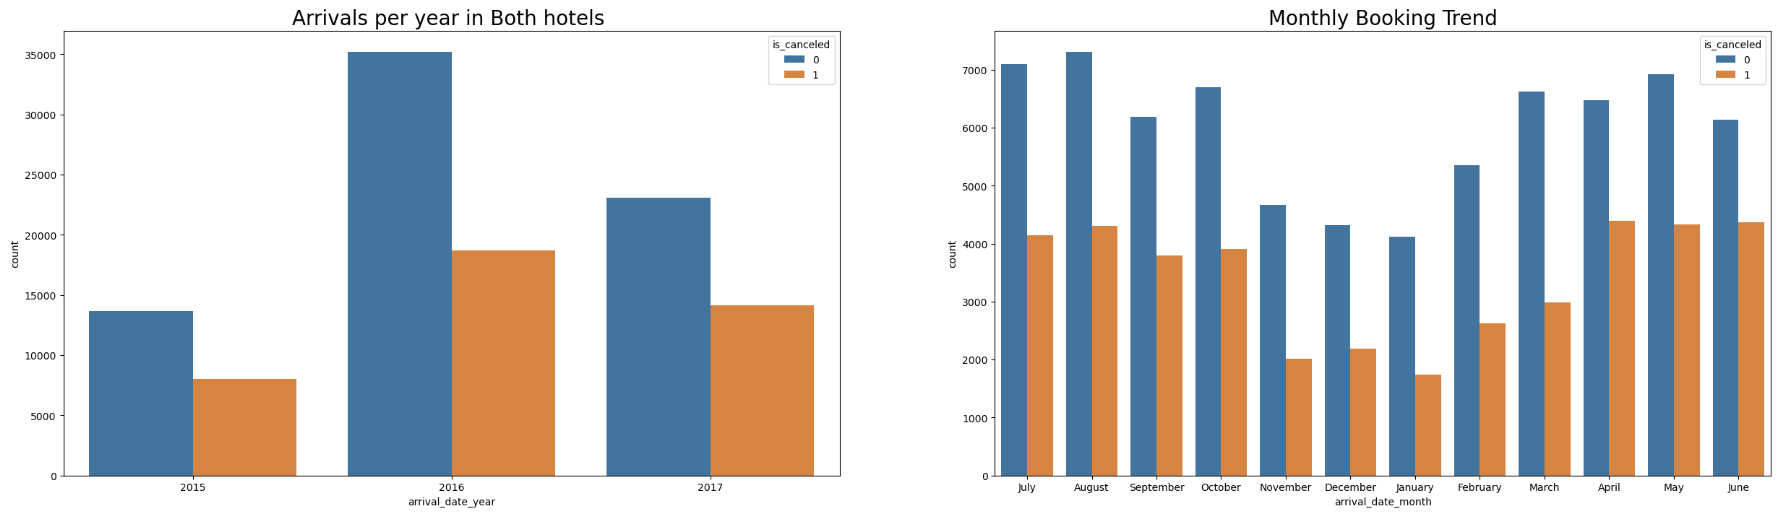 Arrivals per year in Both hotels
is_canceled
0
1
35000
30000
25000
20000
15000
10000
5000
0
count
2015 2016 2017
arrival_date_year
Monthly Booking Trend
is_canceled
0
1
7000
6000
5000
4000
3000
2000
1000
0
count
July August September October November December January February March April May June
arrival_date_month